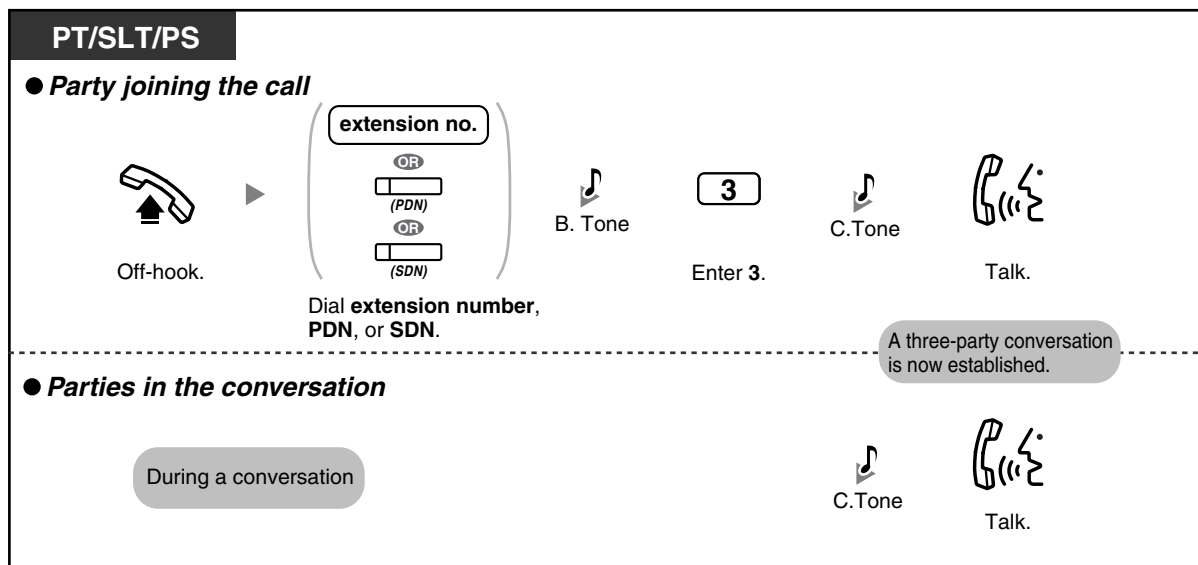 PT/SLT/PS
● Party joining the call
extension no.
OR
(PDN)
OR
(SDN)
B. Tone
3
C.Tone
Off-hook.
Enter 3.
Talk.
Dial extension number,
PDN, or SDN.
A three-party conversation
is now established.
● Parties in the conversation
During a conversation
C.Tone
Talk.